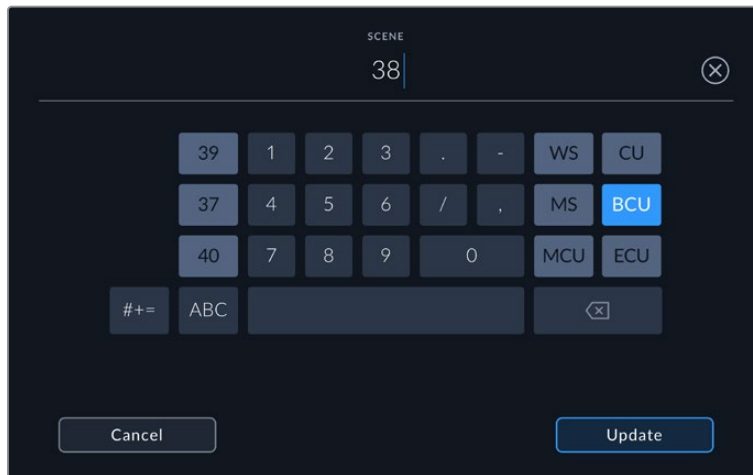 SCENE
38
39 1 2 3 . - WS CU
37 4 5 6 / , MS BCU
40 7 8 9 0 MCU ECU
#+= ABC
Cancel Update